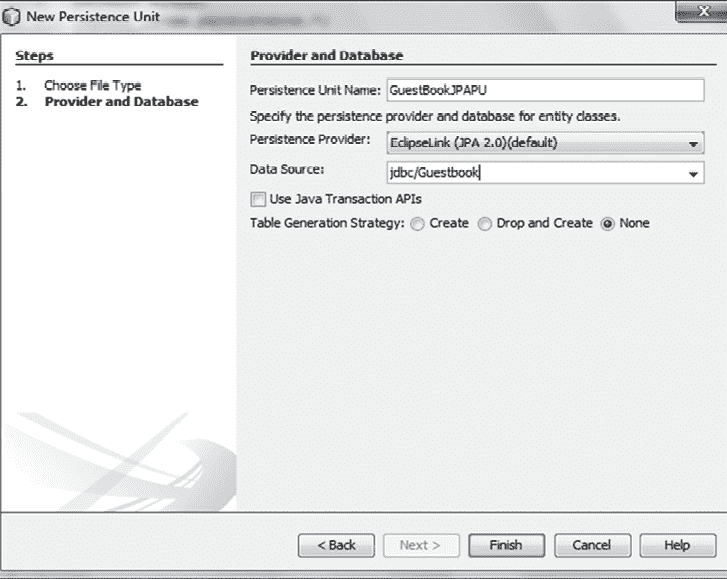 New Persistence Unit
Steps
1. Choose File Type
2. Provider and Database
Provider and Database
Persistence Unit Name: GuestBookJPAPU
Specify the persistence provider and database for entity classes.
Persistence Provider: EclipseLink (JPA 2.0)(default)
Data Source: jdbc/Guestbook
Use Java Transaction APIs
Table Generation Strategy: Create Drop and Create None
< Back Next > Finish Cancel Help